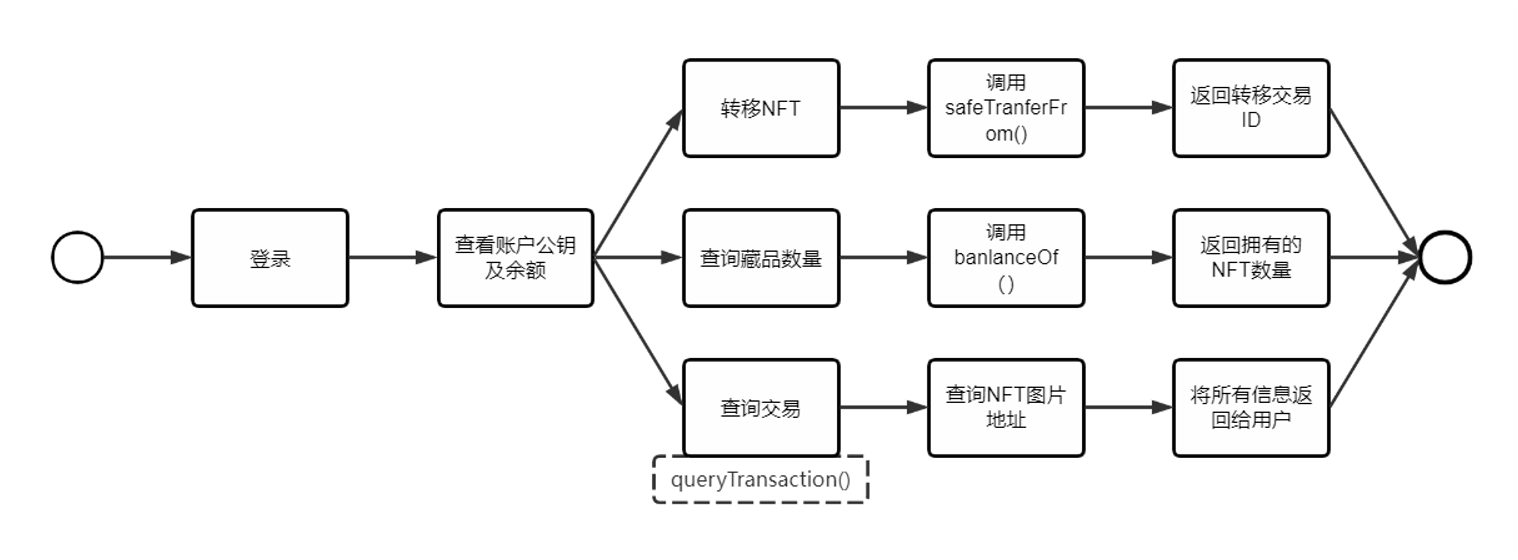 转移NFT
调用
safeTranferFr
om()
返回转移交易
ID
登录
查看账户公钥
及余额
查询藏品数量
调用
banlanceOf
()
返回拥有的
NFT数量
查询交易
queryTransaction()
查询NFT图片
地址
将所有信息返
回给用户